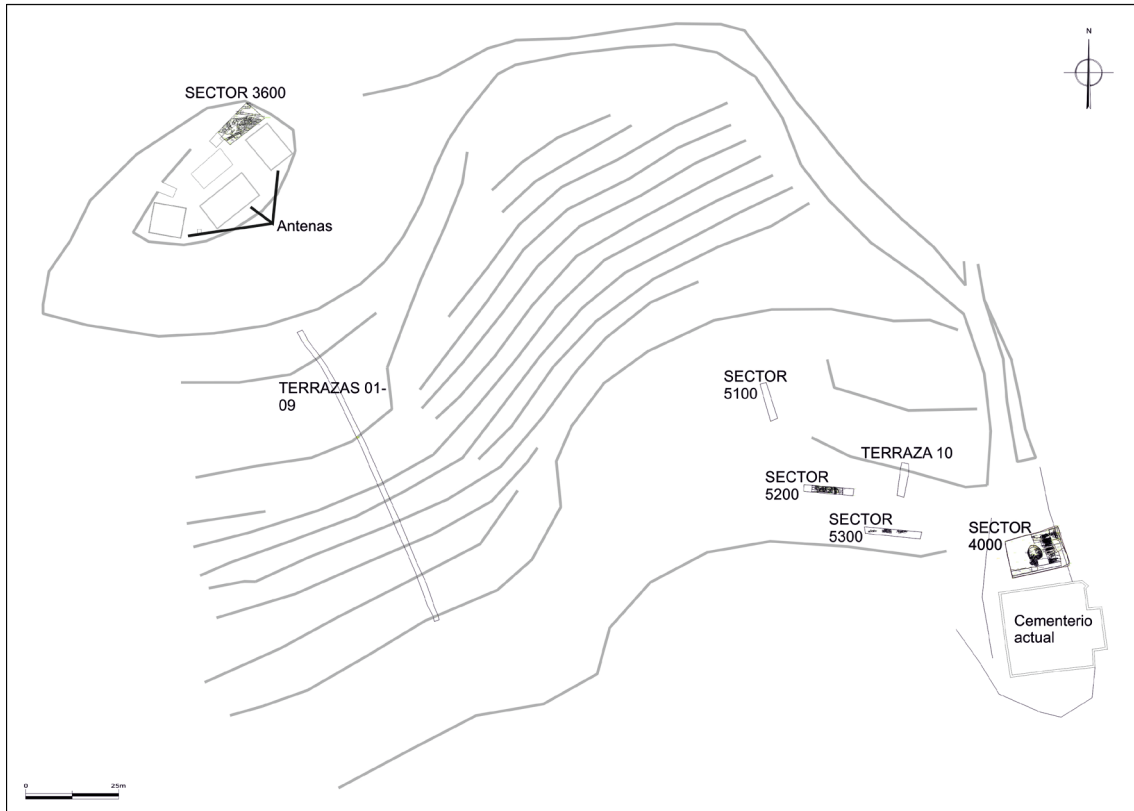 N
SECTOR 3600
Antenas
TERRAZAS 01-
09
SECTOR
5100
TERRAZA 10
SECTOR
5200
SECTOR
5300
SECTOR
4000
Cementerio
actual
0 25m